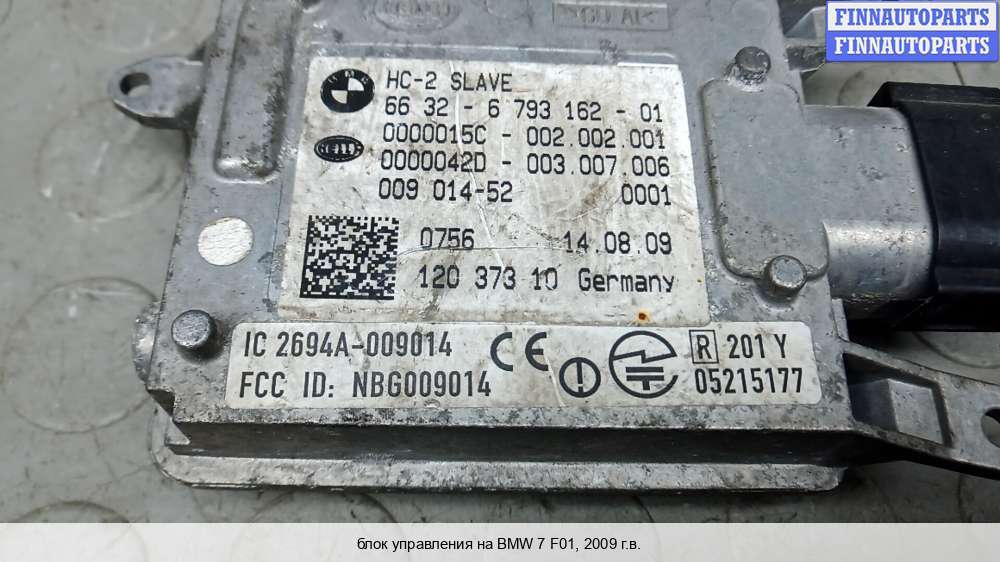 FINNAUTOPARTS
FINNAUTOPARTS
HC-2 SLAVE
66 32 - 6 793 162 - 01
0000015C - 002.002.001
0000042D - 003.007.006
009 014-52 0001
0756 14.08.09
120 373 10 Germany
IC 2694A-009014
FCC ID: NBG009014
CE
R 201 Y
05215177
блок управления на BMW 7 F01, 2009 г.в.